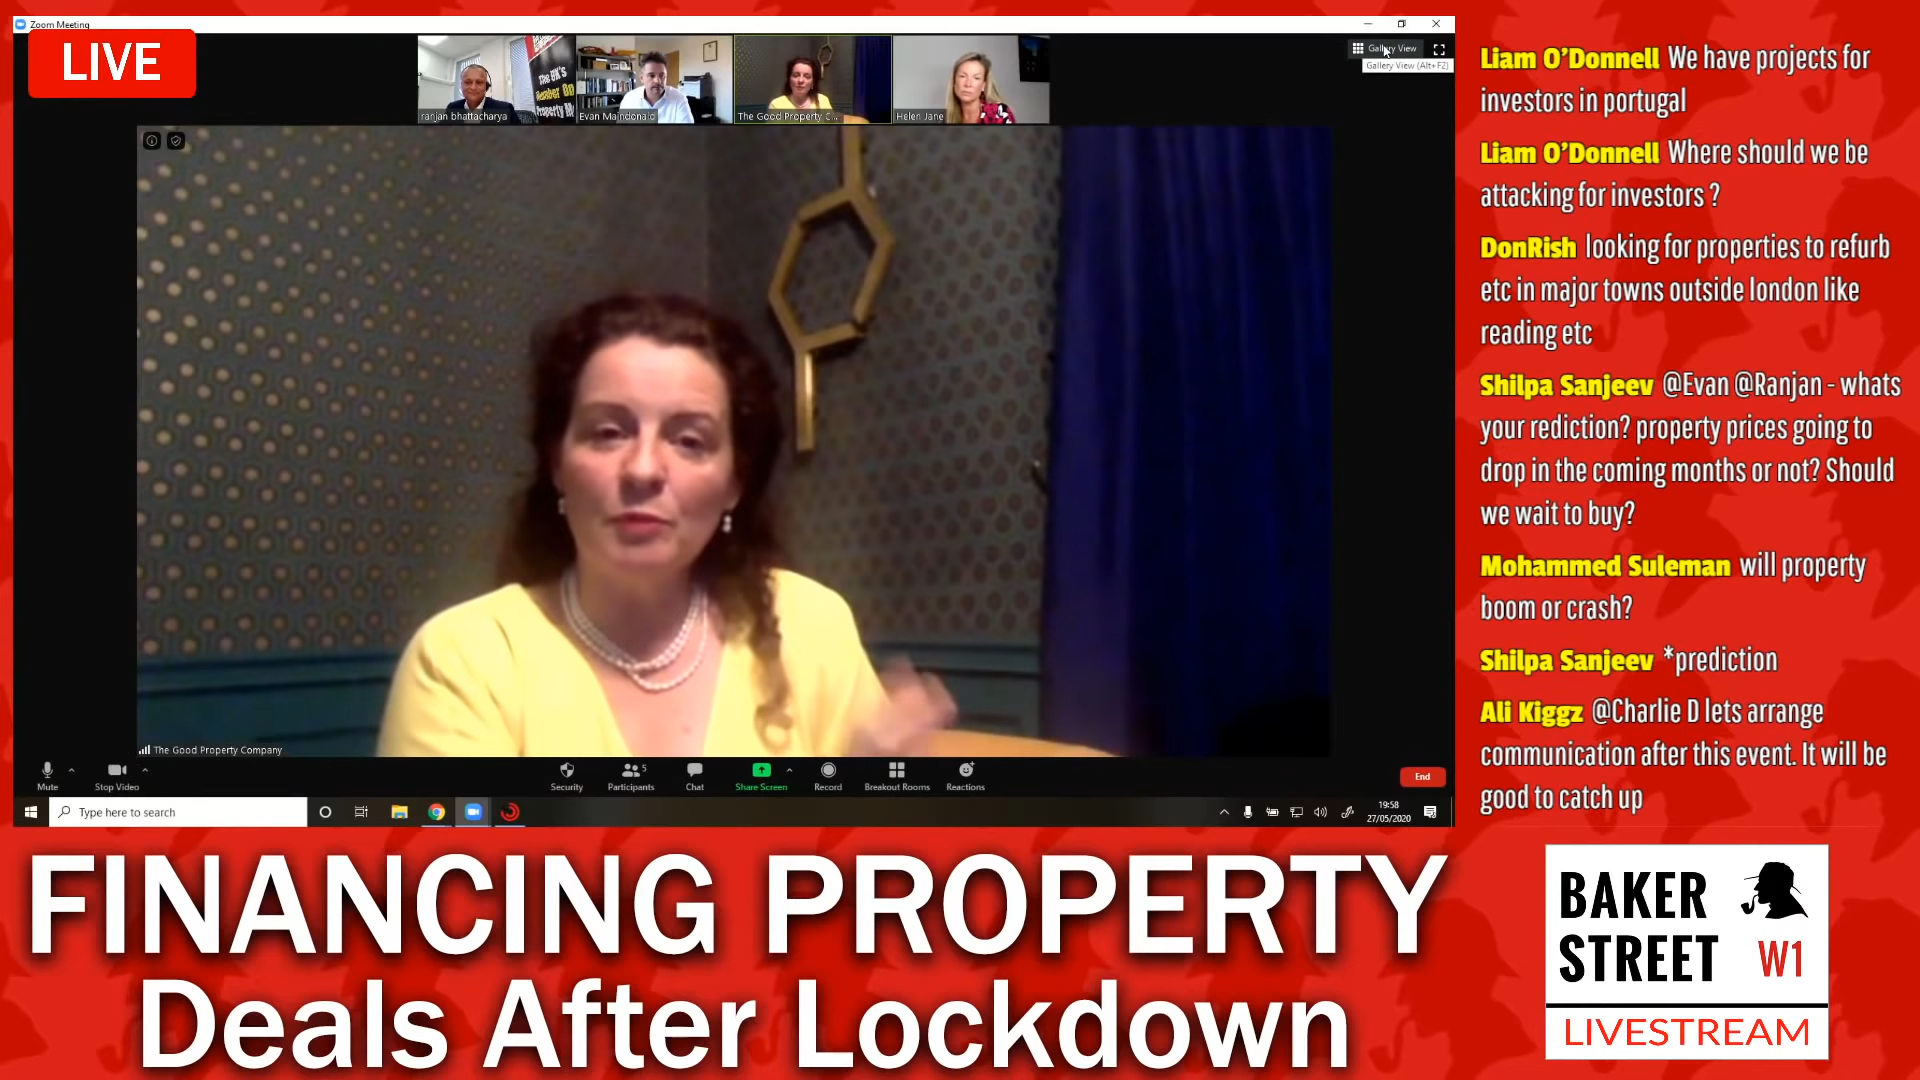 Zoom Meeting
LIVE
The UK's
Number On
Property
ranjan bhattacharya
Evan Maindonald
The Good Property C...
Helen Jane
Gallery View
Gallery View (Alt+F2)
The Good Property Company
Mute
Stop Video
Security
Participants
5
Chat
Share Screen
Record
Breakout Rooms
Reactions
End
Type here to search
19:58
27/05/2020
Liam O'Donnell We have projects for
investors in portugal
Liam O'Donnell Where should we be
attacking for investors ?
DonRish looking for properties to refurb
etc in major towns outside london like
reading etc
Shilpa Sanjeev @Evan @Ranjan - whats
your rediction? property prices going to
drop in the coming months or not? Should
we wait to buy?
Mohammed Suleman will property
boom or crash?
Shilpa Sanjeev *prediction
Ali Kiggz @Charlie D lets arrange
communication after this event. It will be
good to catch up
FINANCING PROPERTY
Deals After Lockdown
BAKER
STREET W1
LIVESTREAM